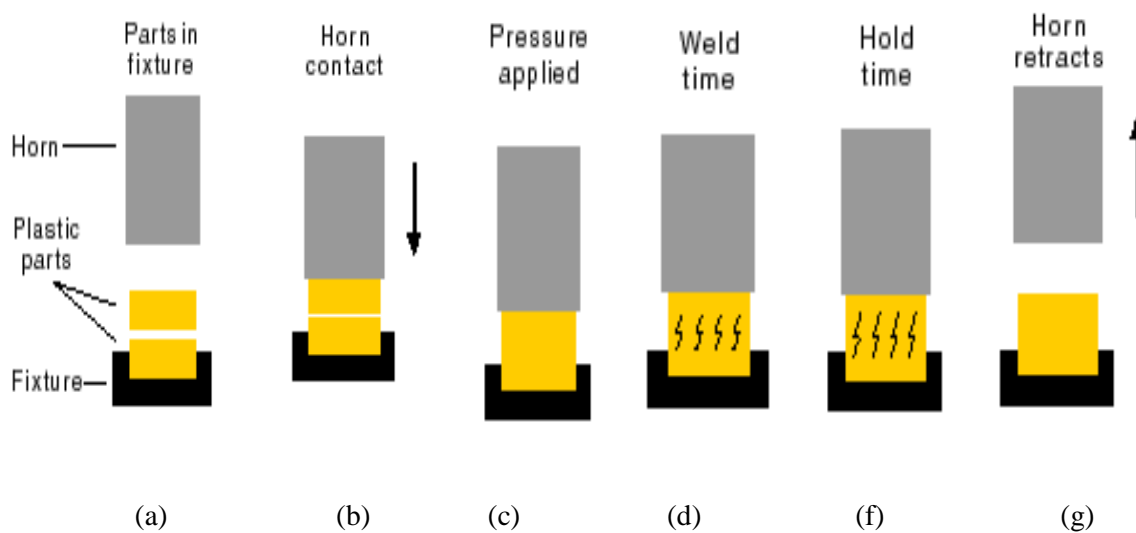 Parts in
fixture
Horn
contact
Pressure
applied
Weld
time
Hold
time
Horn
retracts
Horn
Plastic
parts
Fixture
(a)
(b)
(c)
(d)
(f)
(g)